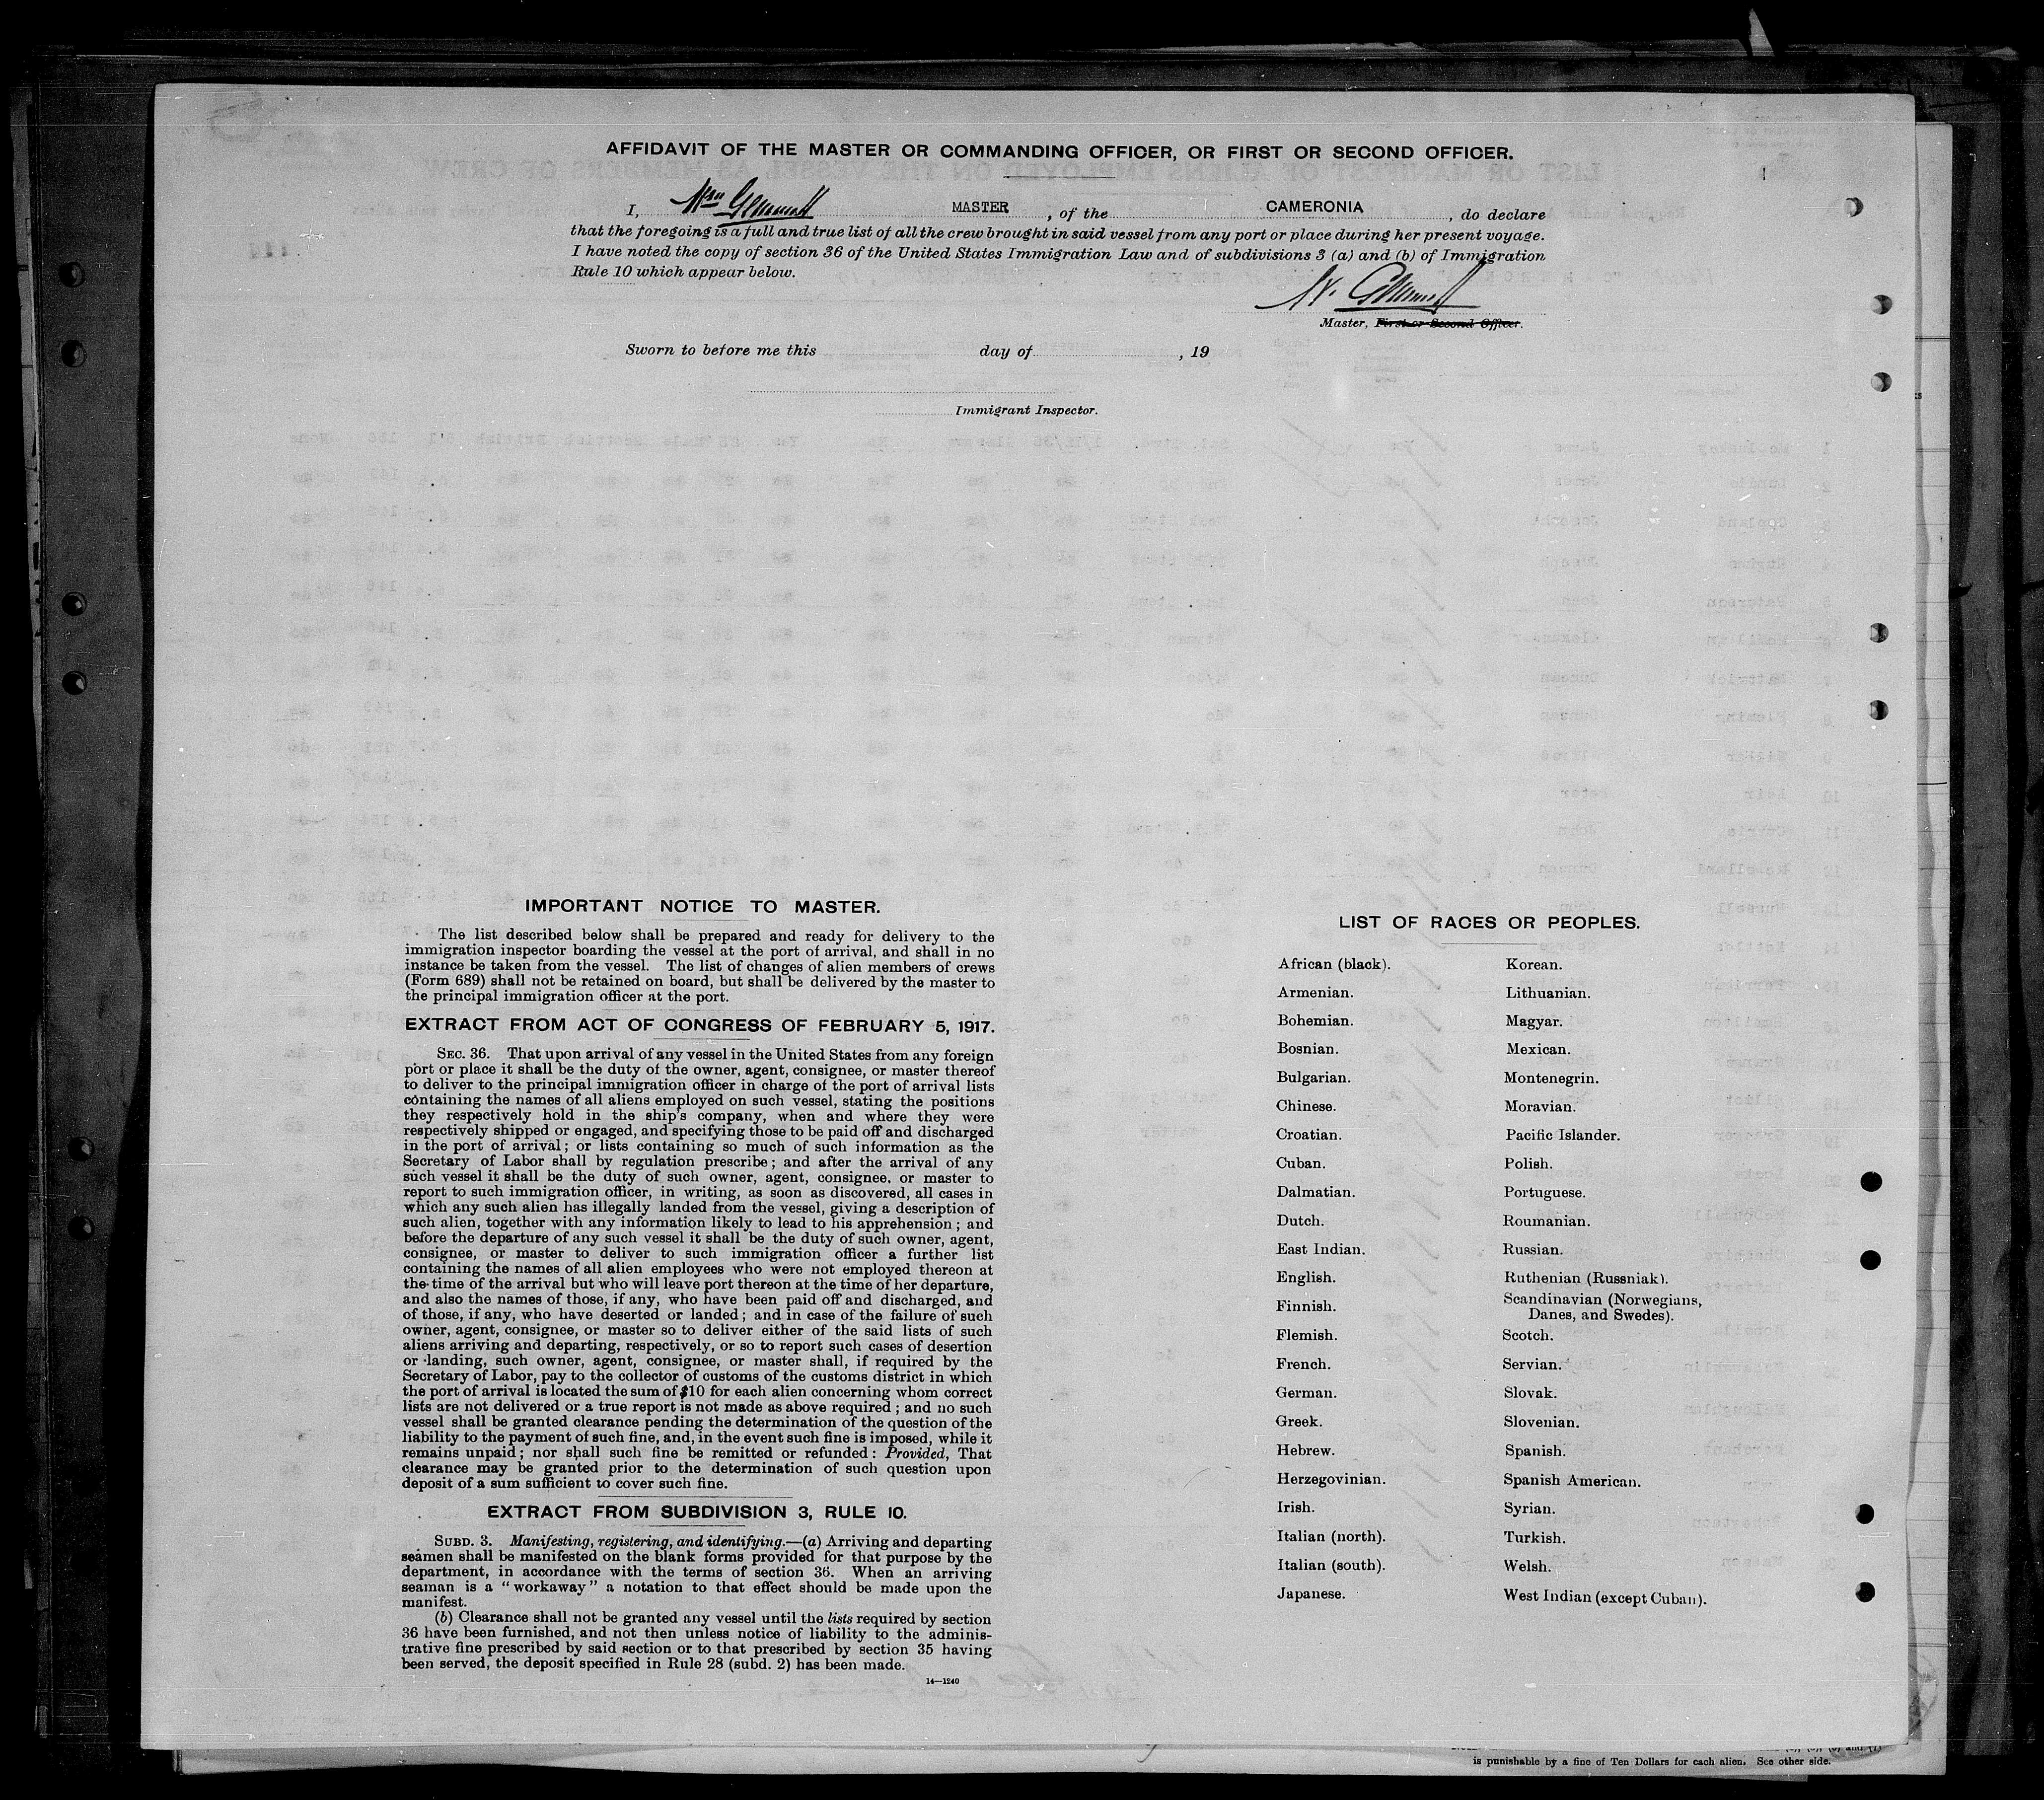 AFFIDAVIT OF THE MASTER OR COMMANDING OFFICER, OR FIRST OR SECOND OFFICER.
I, Wm MASTER, of the CAMERONIA, do declare
that the foregoing is a full and true list of all the crew brought in said vessel from any port or place during her present voyage.
I have noted the copy of section 36 of the United States Immigration Law and of subdivisions 3 (a) and (b) of Immigration
Rule 10 which appear below.
W.
Master, First or Second Officer.
Sworn to before me this day of , 19
Immigrant Inspector.
IMPORTANT NOTICE TO MASTER.
The list described below shall be prepared and ready for delivery to the
immigration inspector boarding the vessel at the port of arrival, and shall in no
instance be taken from the vessel. The list of changes of alien members of crews
(Form 689) shall not be retained on board, but shall be delivered by the master to
the principal immigration officer at the port.
EXTRACT FROM ACT OF CONGRESS OF FEBRUARY 5, 1917.
SEC. 36. That upon arrival of any vessel in the United States from any foreign
port or place it shall be the duty of the owner, agent, consignee, or master thereof
to deliver to the principal immigration officer in charge of the port of arrival lists
containing the names of all aliens employed on such vessel, stating the positions
they respectively hold in the ship's company, when and where they were
respectively shipped or engaged, and specifying those to be paid off and discharged
in the port of arrival; or lists containing so much of such information as the
Secretary of Labor shall by regulation prescribe; and after the arrival of any
such vessel it shall be the duty of such owner, agent, consignee, or master to
report to such immigration officer, in writing, as soon as discovered, all cases in
which any such alien has illegally landed from the vessel, giving a description of
such alien, together with any information likely to lead to his apprehension; and
before the departure of any such vessel it shall be the duty of such owner, agent,
consignee, or master to deliver to such immigration officer a further list
containing the names of all alien employees who were not employed thereon at
the time of the arrival but who will leave port thereon at the time of her departure,
and also the names of those, if any, who have been paid off and discharged, and
of those, if any, who have deserted or landed; and in case of the failure of such
owner, agent, consignee, or master so to deliver either of the said lists of such
aliens arriving and departing, respectively, or so to report such cases of desertion
or landing, such owner, agent, consignee, or master shall, if required by the
Secretary of Labor, pay to the collector of customs of the customs district in which
the port of arrival is located the sum of $10 for each alien concerning whom correct
lists are not delivered or a true report is not made as above required; and no such
vessel shall be granted clearance pending the determination of the question of the
liability to the payment of such fine, and, in the event such fine is imposed, while it
remains unpaid; nor shall such fine be remitted or refunded: Provided, That
clearance may be granted prior to the determination of such question upon
deposit of a sum sufficient to cover such fine.
EXTRACT FROM SUBDIVISION 3, RULE 10.
SUBD. 3. Manifesting, registering, and identifying.—(a) Arriving and departing
seamen shall be manifested on the blank forms provided for that purpose by the
department, in accordance with the terms of section 36. When an arriving
seaman is a "workaway" a notation to that effect should be made upon the
manifest.
(b) Clearance shall not be granted any vessel until the lists required by section
36 have been furnished, and not then unless notice of liability to the adminis-
trative fine prescribed by said section or to that prescribed by section 35 having
been served, the deposit specified in Rule 28 (subd. 2) has been made.
14—1240
LIST OF RACES OR PEOPLES.
African (black).
Armenian.
Bohemian.
Bosnian.
Bulgarian.
Chinese.
Croatian.
Cuban.
Dalmatian.
Dutch.
East Indian.
English.
Finnish.
Flemish.
French.
German.
Greek.
Hebrew.
Herzegovinian.
Irish.
Italian (north).
Italian (south).
Japanese.
Korean.
Lithuanian.
Magyar.
Mexican.
Montenegrin.
Moravian.
Pacific Islander.
Polish.
Portuguese.
Roumanian.
Russian.
Ruthenian (Russniak).
Scandinavian (Norwegians,
Danes, and Swedes).
Scotch.
Servian.
Slovak.
Slovenian.
Spanish.
Spanish American.
Syrian.
Turkish.
Welsh.
West Indian (except Cuban).
is punishable by a fine of Ten Dollars for each alien. See other side.